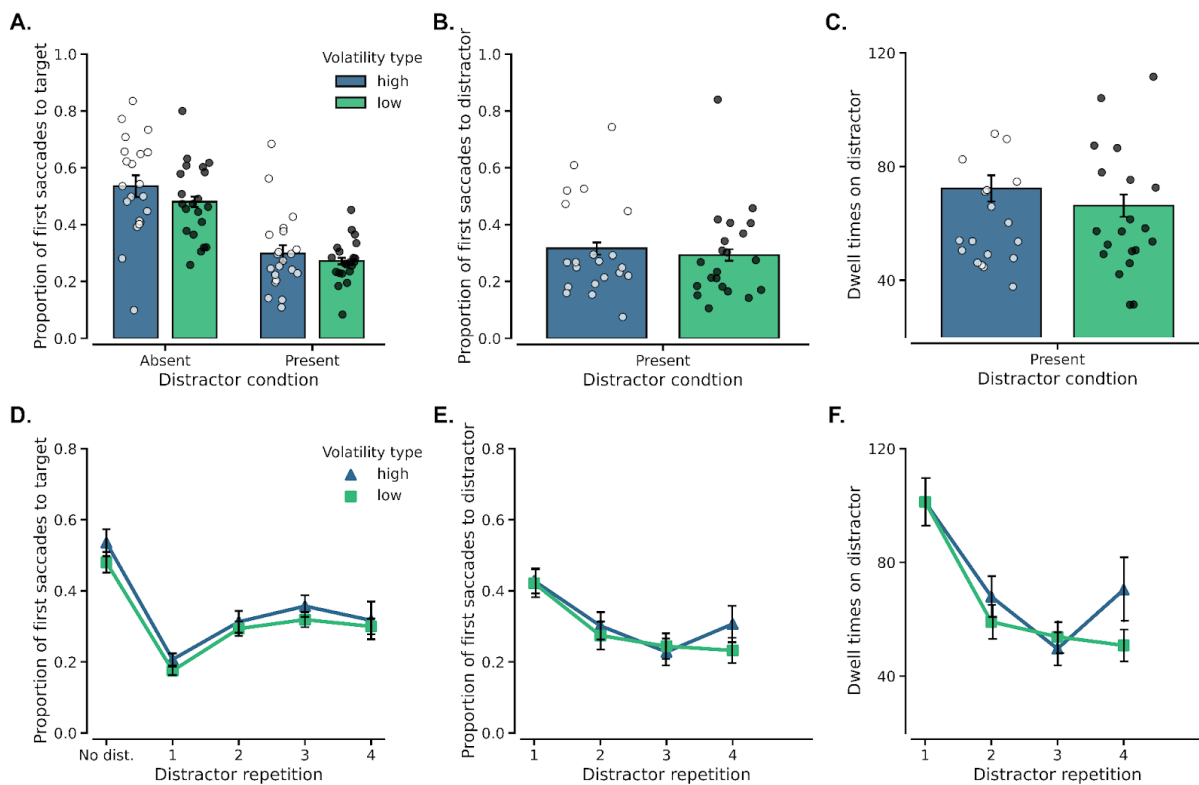 A.
Proportion of first saccades to target
1.0
0.8
0.6
0.4
0.2
0.0
Volatility type
high
low
Absent
Present
Distractor condtion
B.
Proportion of first saccades to distractor
1.0
0.8
0.6
0.4
0.2
0.0
Present
Distractor condtion
C.
Dwell times on distractor
120
80
40
Present
Distractor condtion
D.
Proportion of first saccades to target
0.8
0.6
0.4
0.2
0.0
Volatility type
high
low
No dist.
1
2
3
4
Distractor repetition
E.
Proportion of first saccades to distractor
0.8
0.6
0.4
0.2
0.0
1
2
3
4
Distractor repetition
F.
Dwell times on distractor
120
80
40
1
2
3
4
Distractor repetition